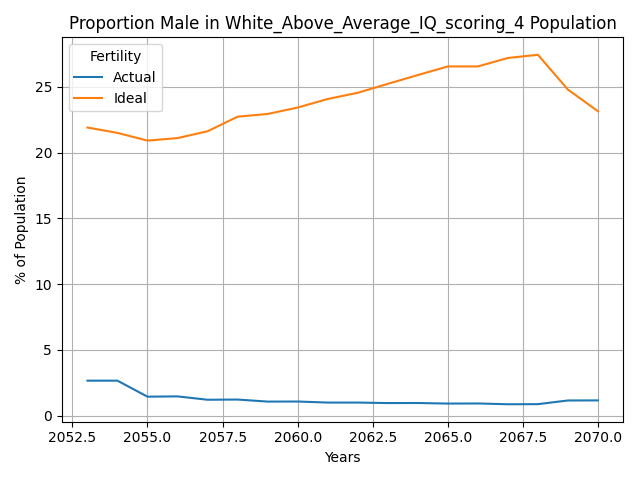 Proportion Male in White_Above_Average_IQ_scoring_4 Population
Fertility
Actual
Ideal
% of Population
25
20
15
10
5
0
2052.5 2055.0 2057.5 2060.0 2062.5 2065.0 2067.5 2070.0
Years